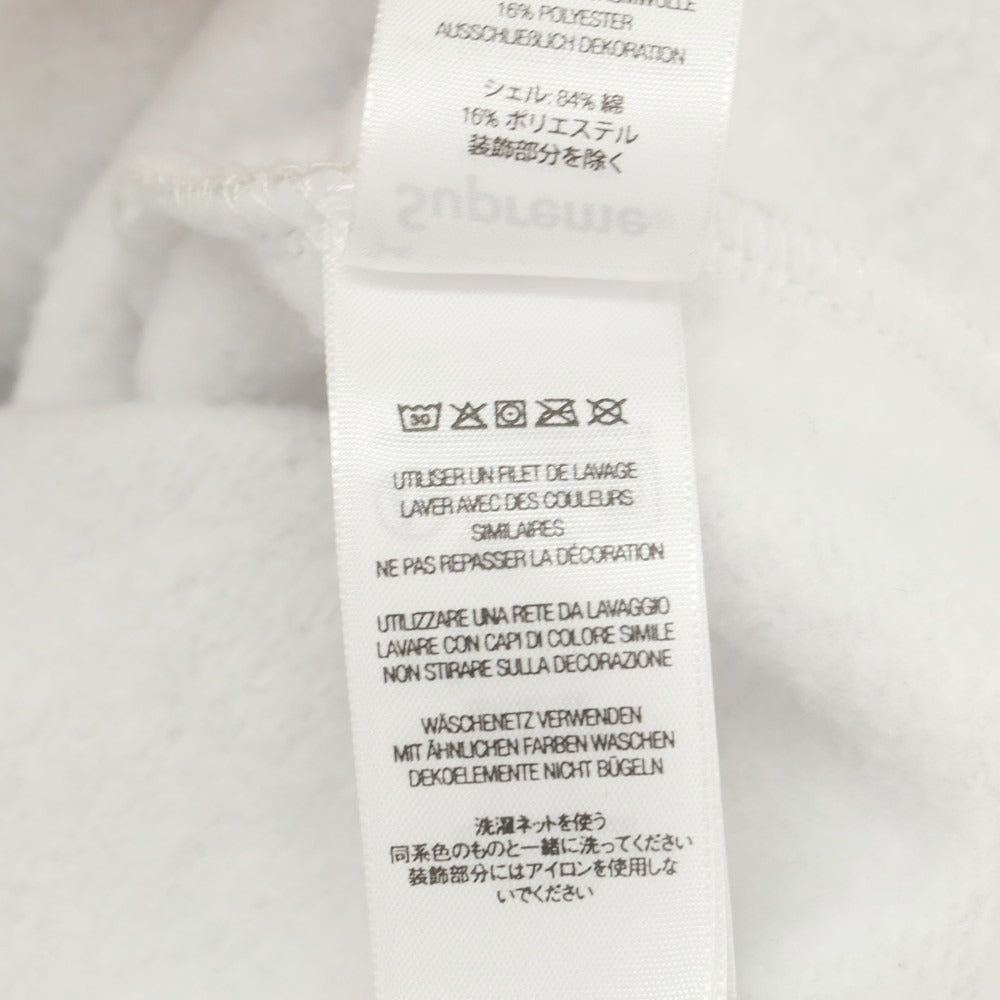 16% POLYESTER
AUSSCHLIEẞLICH DEKORATION
シェル: 84% 綿
16% ポリエステル
装飾部分を除く
Supreme
30
UTILISER UN FILET DE LAVAGE
LAVER AVEC DES COULEURS
SIMILAIRES
NE PAS REPASSER LA DÉCORATION
UTILIZZARE UNA RETE DA LAVAGGIO
LAVARE CON CAPI DI COLORE SIMILE
NON STIRARE SULLA DECORAZIONE
WÄSCHENETZ VERWENDEN
MIT ÄHNLICHEN FARBEN WASCHEN
DEKOELEMENTE NICHT BÜGELN
洗濯ネットを使う
同系色のものと一緒に洗ってください
装飾部分にはアイロンを使用しな
いでください